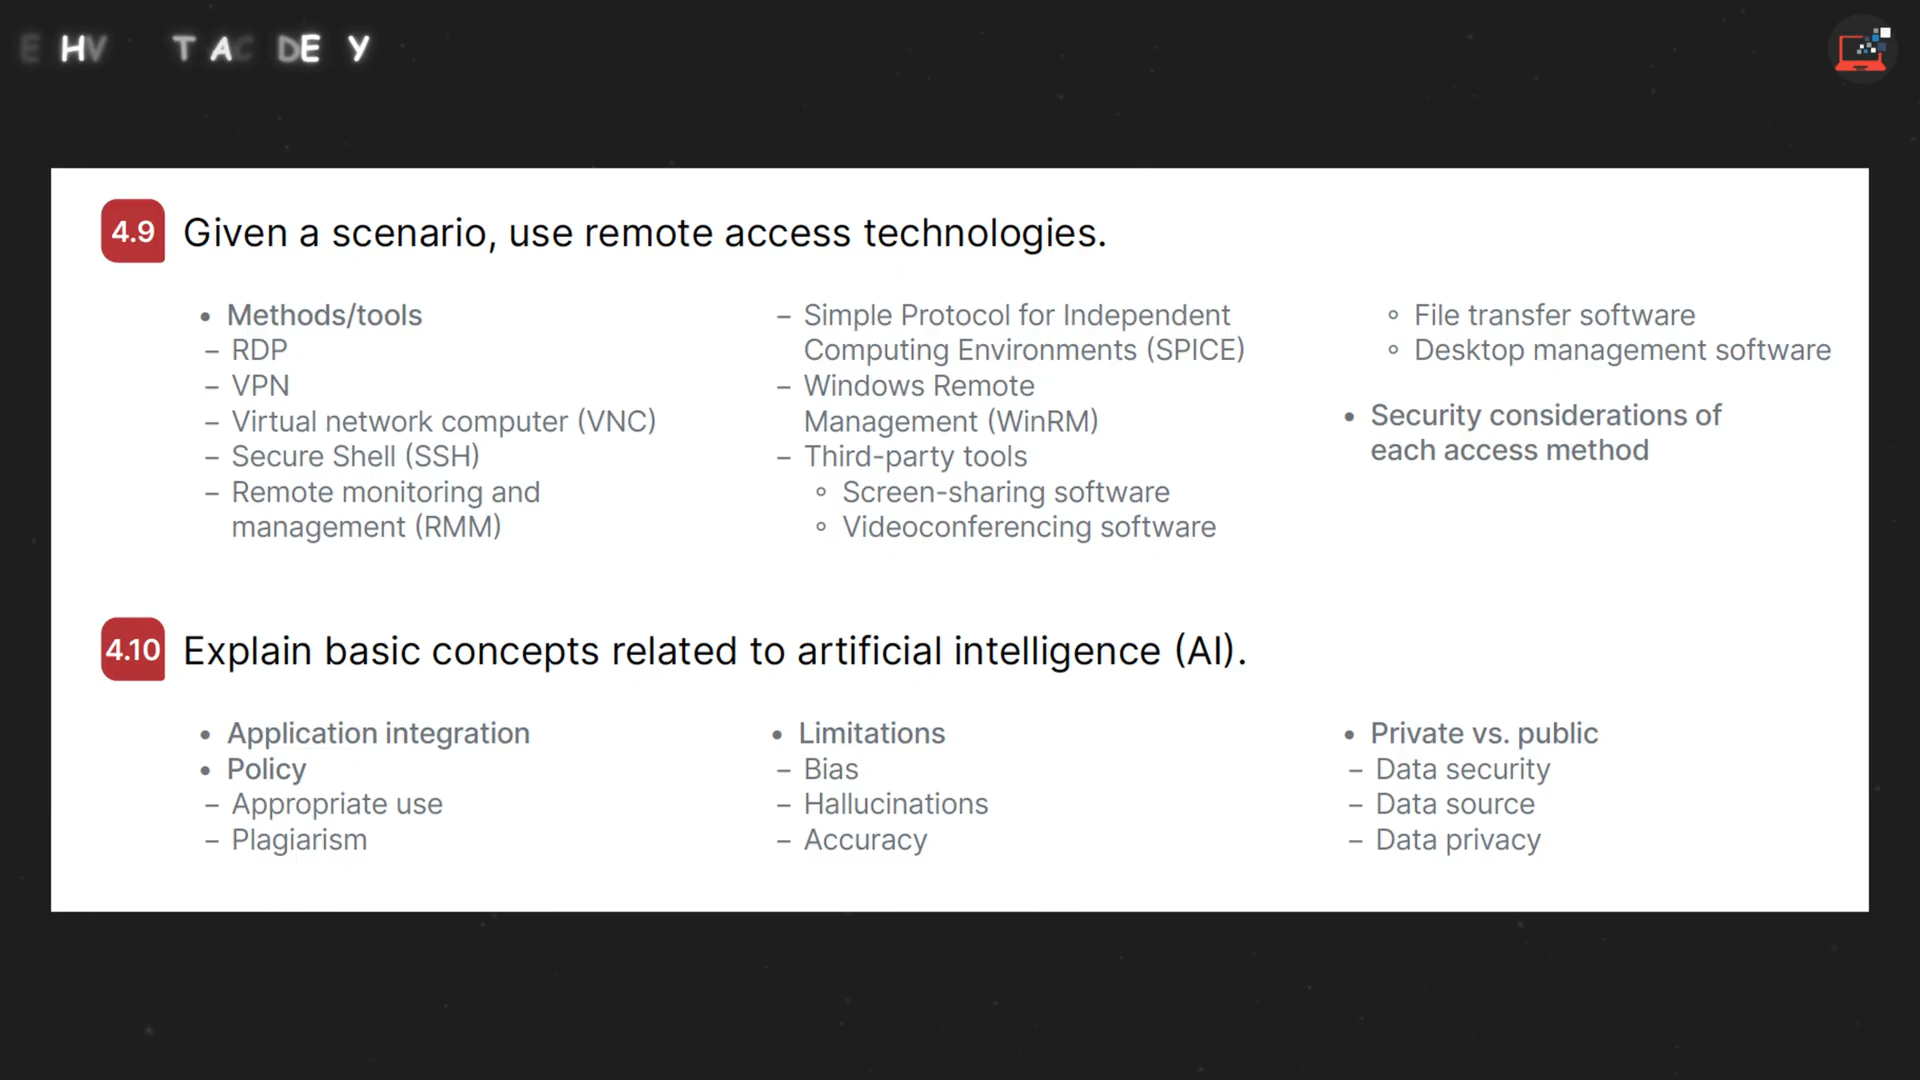 4.9 Given a scenario, use remote access technologies.
• Methods/tools
– RDP
– VPN
– Virtual network computer (VNC)
– Secure Shell (SSH)
– Remote monitoring and
management (RMM)
– Simple Protocol for Independent
Computing Environments (SPICE)
– Windows Remote
Management (WinRM)
– Third-party tools
◦ Screen-sharing software
◦ Videoconferencing software
◦ File transfer software
◦ Desktop management software
• Security considerations of
each access method
4.10 Explain basic concepts related to artificial intelligence (AI).
• Application integration
• Policy
– Appropriate use
– Plagiarism
• Limitations
– Bias
– Hallucinations
– Accuracy
• Private vs. public
– Data security
– Data source
– Data privacy